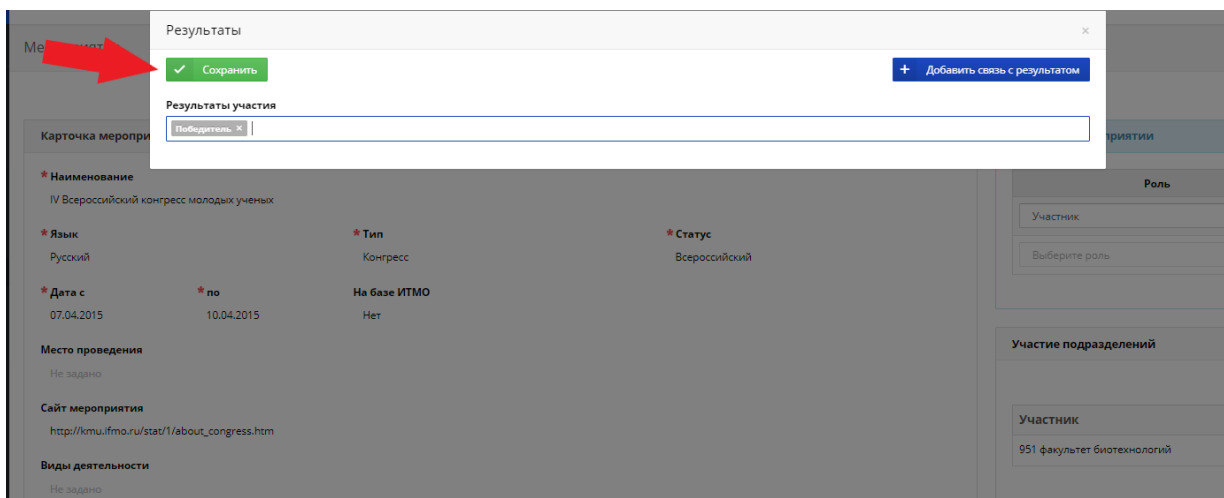 Результаты
×
Сохранить
+ Добавить связь с результатом
Результаты участия
Победитель ×
Карточка меропри
приятии
* Наименование
IV Всероссийский конгресс молодых ученых
Роль
Участник
* Язык * Тип * Статус
Русский Конгресс Всероссийский
Выберите роль
* Дата с * по На базе ИТМО
07.04.2015 10.04.2015 Нет
Место проведения
Участие подразделений
Не задано
Сайт мероприятия
http://kmu.ifmo.ru/stat/1/about_congress.htm
Участник
951 факультет биотехнологий
Виды деятельности
Не задано